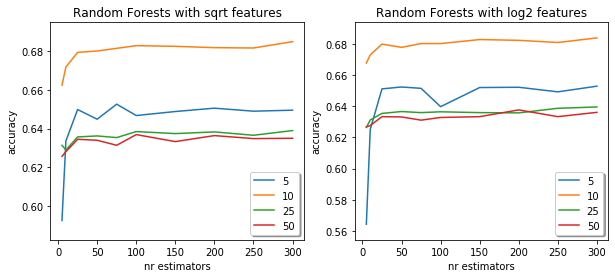 Random Forests with sqrt features
accuracy
0.68
0.66
0.64
0.62
0.60
0 50 100 150 200 250 300
nr estimators
5
10
25
50
Random Forests with log2 features
accuracy
0.68
0.66
0.64
0.62
0.60
0.58
0.56
0 50 100 150 200 250 300
nr estimators
5
10
25
50